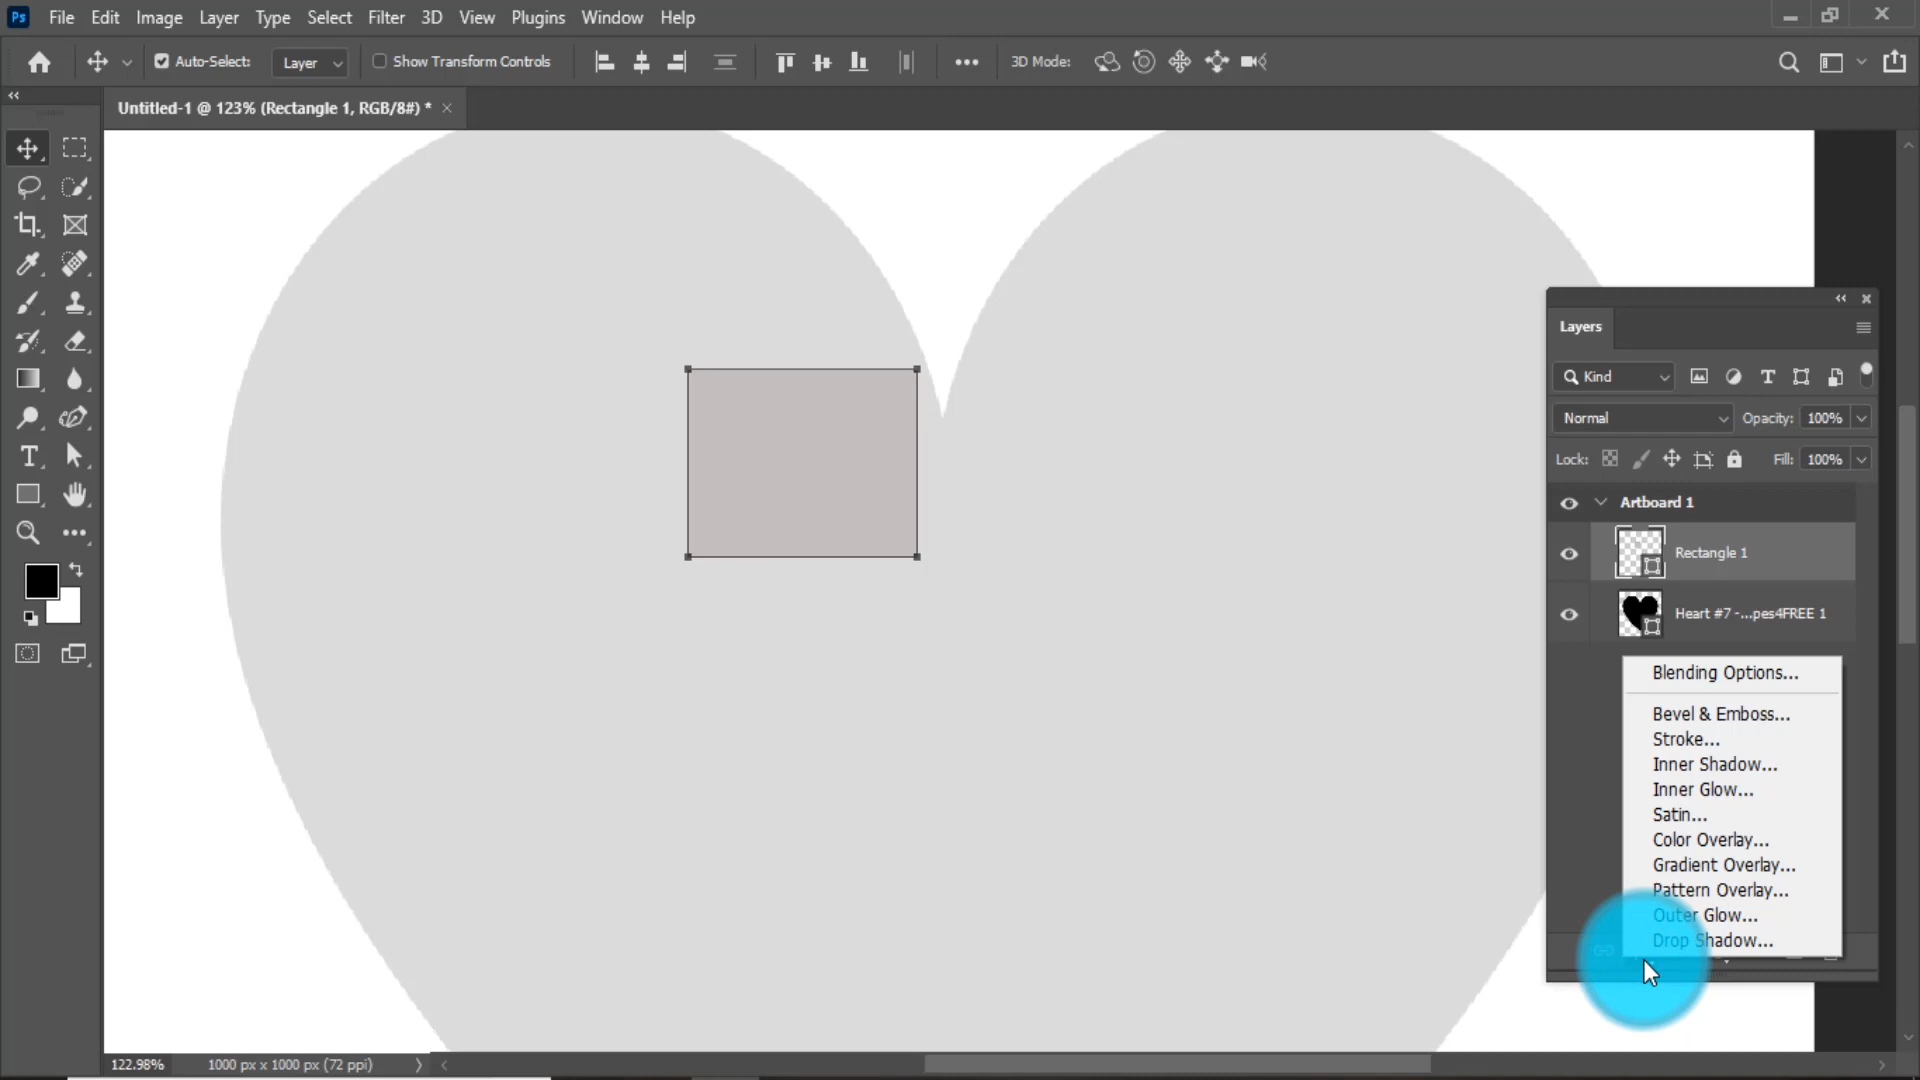 Ps File Edit Image Layer Type Select Filter 3D View Plugins Window Help
Auto-Select: Layer Show Transform Controls 3D Mode:
Untitled-1 @ 123% (Rectangle 1, RGB/8#) *
Layers
Kind
Normal Opacity: 100%
Lock: Fill: 100%
Artboard 1
Rectangle 1
Heart #7 -...pes4FREE 1
Blending Options...
Bevel & Emboss...
Stroke...
Inner Shadow...
Inner Glow...
Satin...
Color Overlay...
Gradient Overlay...
Pattern Overlay...
Outer Glow...
Drop Shadow...
122.98% 1000 px x 1000 px (72 ppi)